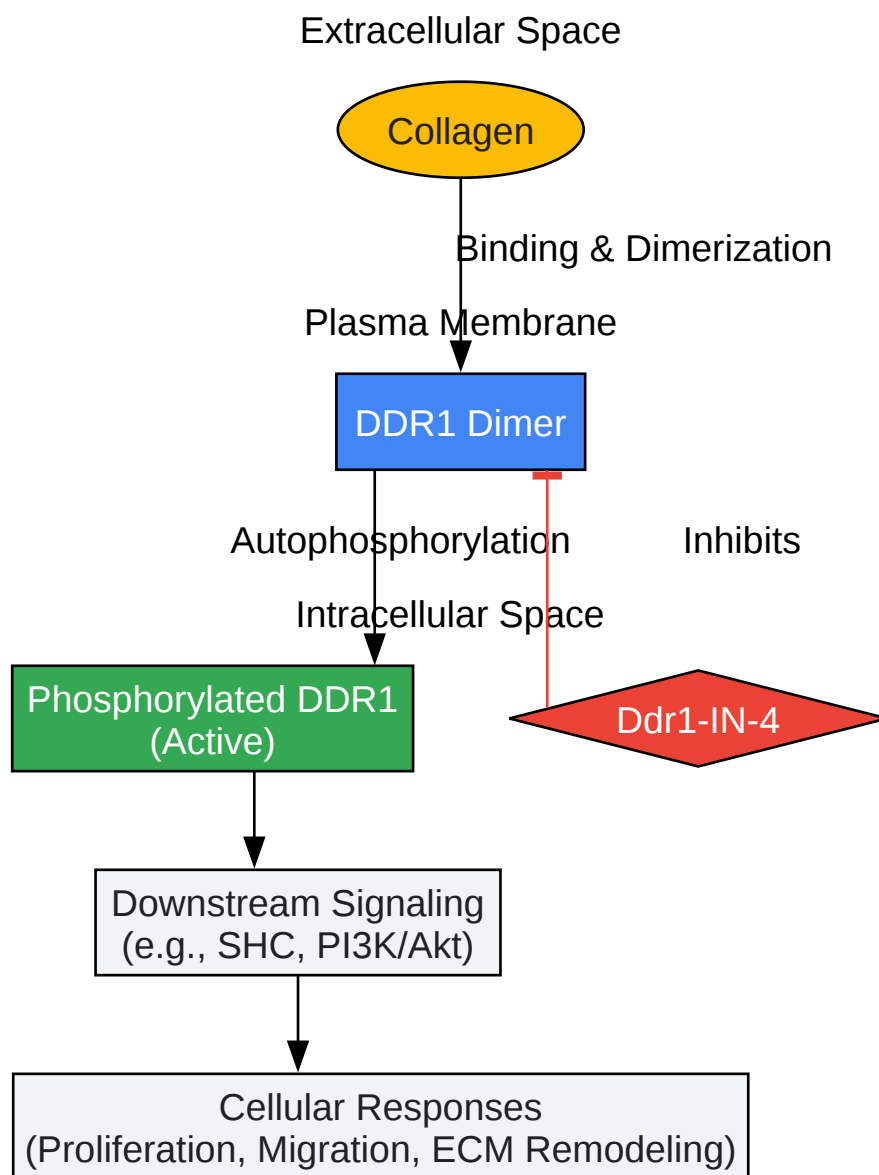 Extracellular Space
Collagen
Binding & Dimerization
Plasma Membrane
DDR1 Dimer
Autophosphorylation
Inhibits
Intracellular Space
Phosphorylated DDR1
(Active)
Ddr1-IN-4
Downstream Signaling
(e.g., SHC, PI3K/Akt)
Cellular Responses
(Proliferation, Migration, ECM Remodeling)